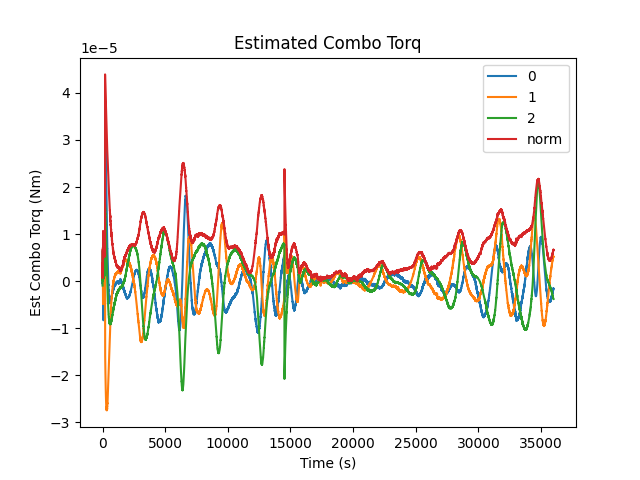 Estimated Combo Torq
1e−5
4
3
2
1
0
−1
−2
−3
Est Combo Torq (Nm)
0
1
2
norm
0 5000 10000 15000 20000 25000 30000 35000
Time (s)